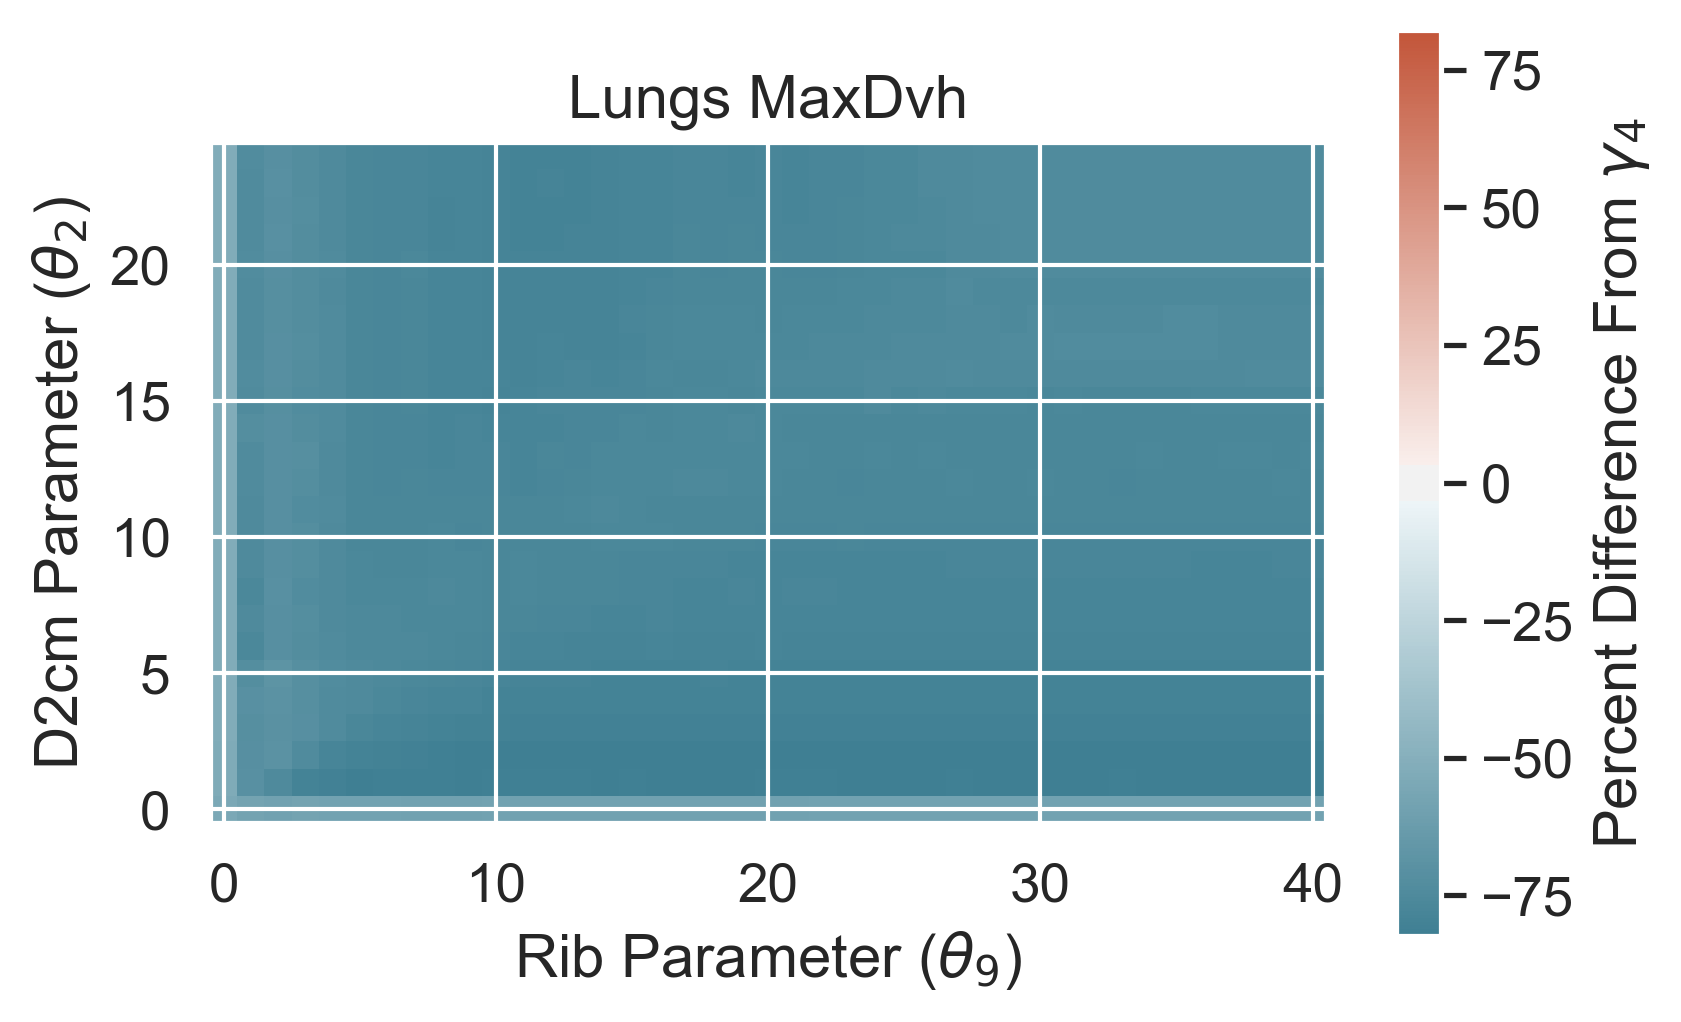 Lungs MaxDvh
D2cm Parameter (θ₂)
20
15
10
5
0
0 10 20 30 40
Rib Parameter (θ₉)
75
50
25
0
−25
−50
−75
Percent Difference From γ₄